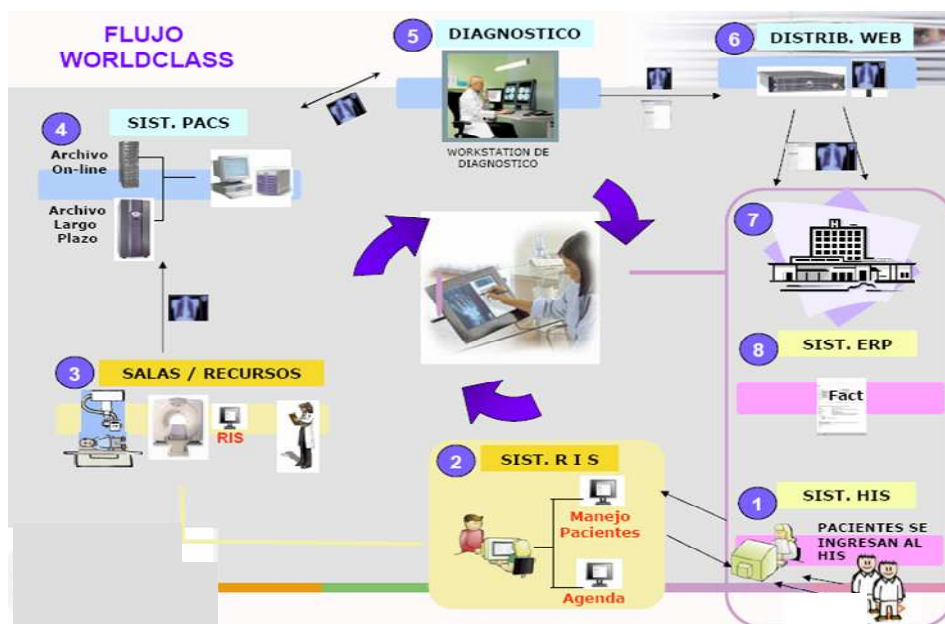 FLUJO
WORLDCLASS
5
DIAGNOSTICO
WORKSTATION DE
DIAGNOSTICO
6
DISTRIB. WEB
4
SIST. PACS
Archivo
On-line
Archivo
Largo
Plazo
7
3
SALAS / RECURSOS
RIS
8
SIST. ERP
Fact
2
SIST. R I S
Manejo
Pacientes
Agenda
1
SIST. HIS
PACIENTES SE
INGRESAN AL
HIS